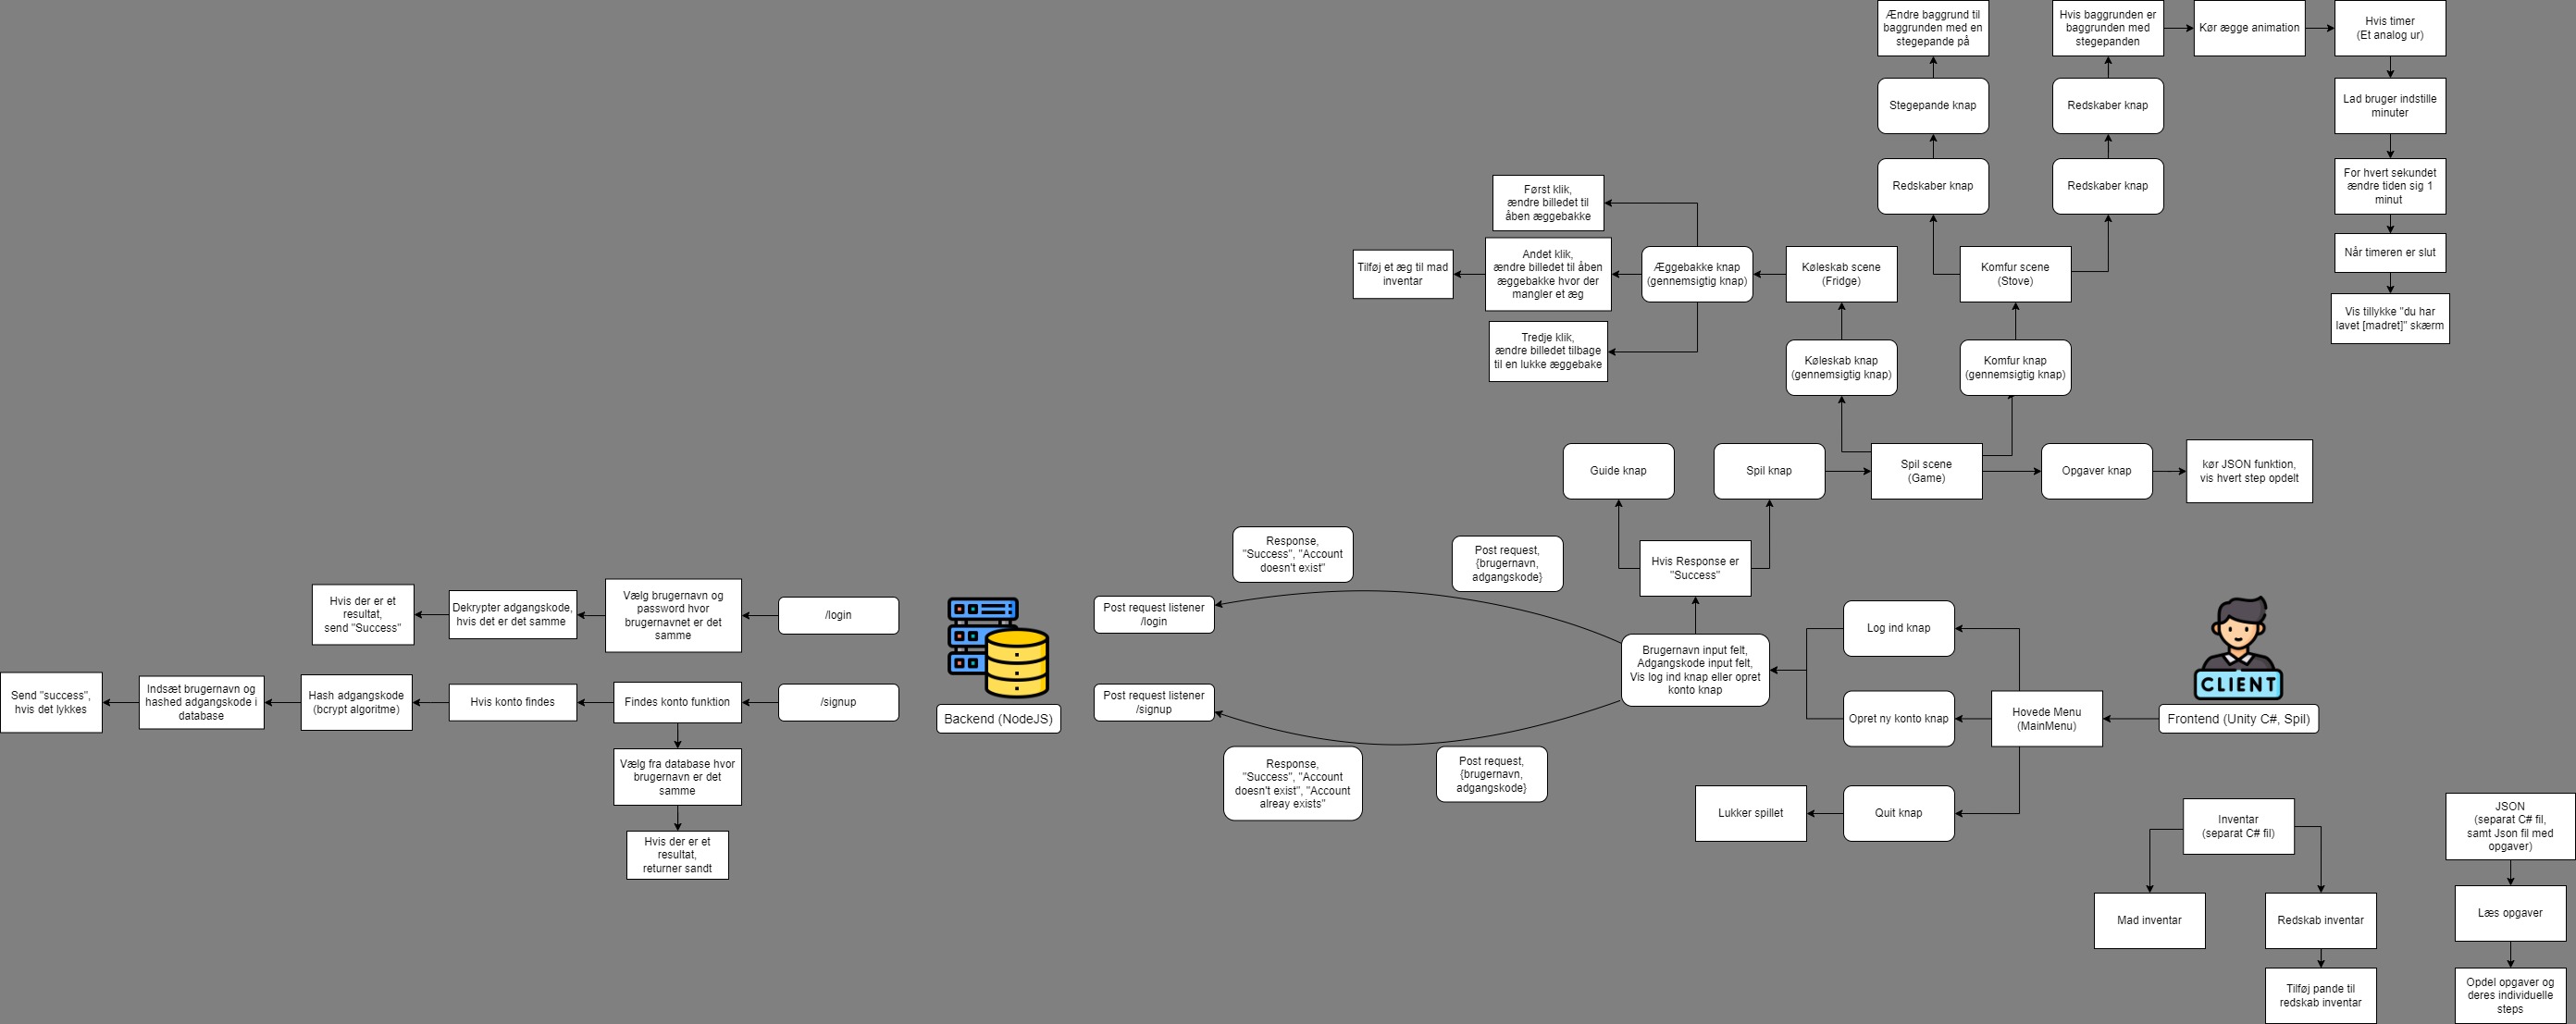 Ændre baggrund til
baggrunden med en
stegepande på
Hvis baggrunden er
baggrunden med
stegepanden
Kør ægge animation
Hvis timer
(Et analog ur)
Stegepande knap
Redskaber knap
Lad bruger indstille
minuter
Redskaber knap
Redskaber knap
For hvert sekundet
ændre tiden sig 1
minut
Først klik,
ændre billedet til
åben æggebakke
Når timeren er slut
Tilføj et æg til mad
inventar
Andet klik,
ændre billedet til åben
æggebakke hvor der
mangler et æg
Æggebakke knap
(gennemsigtig knap)
Køleskab scene
(Fridge)
Komfur scene
(Stove)
Vis tillykke "du har
lavet [madret]" skærm
Tredje klik,
ændre billedet tilbage
til en lukke æggebake
Køleskab knap
(gennemsigtig knap)
Komfur knap
(gennemsigtig knap)
Guide knap
Spil knap
Spil scene
(Game)
Opgaver knap
kør JSON funktion,
vis hvert step opdelt
Response,
"Success", "Account
doesn't exist"
Post request,
{brugernavn,
adgangskode}
Hvis Response er
"Success"
Hvis der er et
resultat,
send "Success"
Dekrypter adgangskode,
hvis det er det samme
Vælg brugernavn og
password hvor
brugernavnet er det
samme
/login
Post request listener
/login
Log ind knap
Brugernavn input felt,
Adgangskode input felt,
Vis log ind knap eller opret
konto knap
CLIENT
Send "success",
hvis det lykkes
Indsæt brugernavn og
hashed adgangskode i
database
Hash adgangskode
(bcrypt algoritme)
Hvis konto findes
Findes konto funktion
/signup
Backend (NodeJS)
Post request listener
/signup
Opret ny konto knap
Hovede Menu
(MainMenu)
Frontend (Unity C#, Spil)
Vælg fra database hvor
brugernavn er det
samme
Response,
"Success", "Account
doesn't exist", "Account
alreay exists"
Post request,
{brugernavn,
adgangskode}
Lukker spillet
Quit knap
Inventar
(separat C# fil)
JSON
(separat C# fil,
samt Json fil med
opgaver)
Hvis der er et
resultat,
returner sandt
Mad inventar
Redskab inventar
Læs opgaver
Tilføj pande til
redskab inventar
Opdel opgaver og
deres individuelle
steps